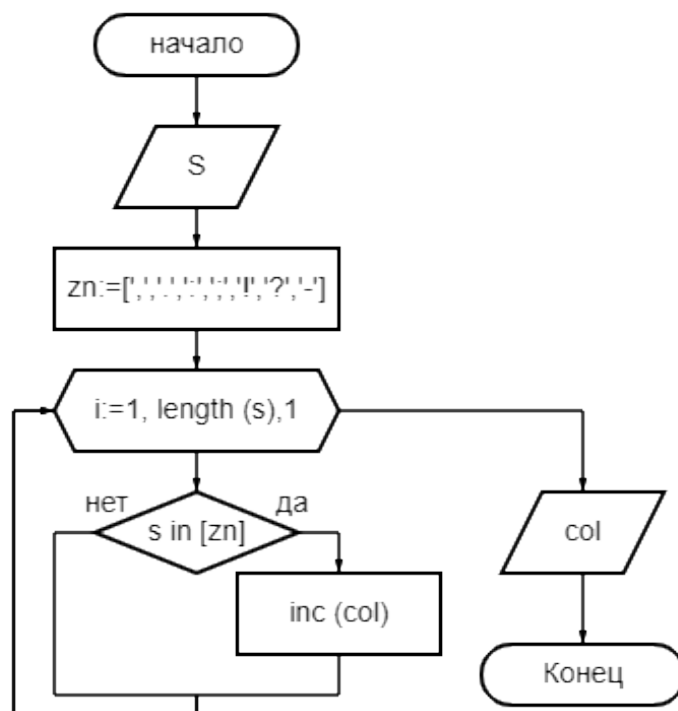 начало
S
zn:=[',','.',':',';','!','?','-']
i:=1, length (s),1
нет
да
s in [zn]
inc (col)
col
Конец